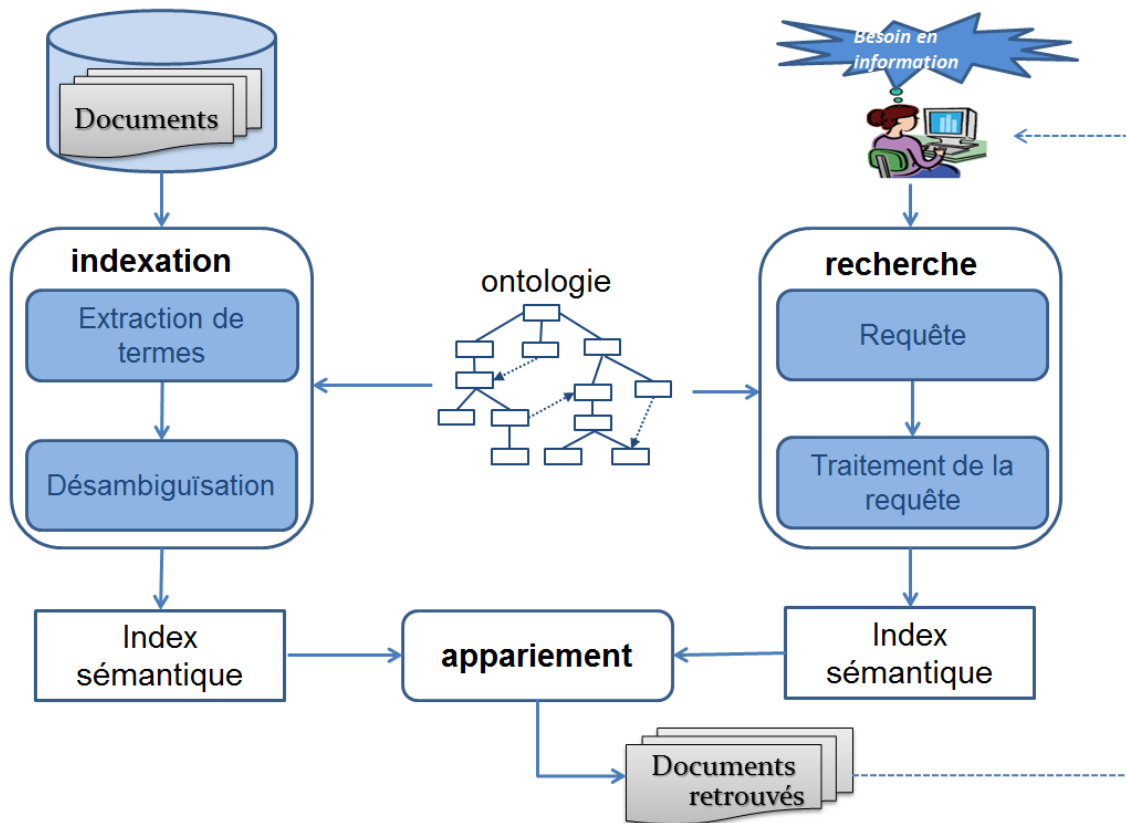 Besoin en
information
Documents
indexation
Extraction de
termes
Désambiguïsation
ontologie
recherche
Requête
Traitement de la
requête
Index
sémantique
appariement
Index
sémantique
Documents
retrouvés